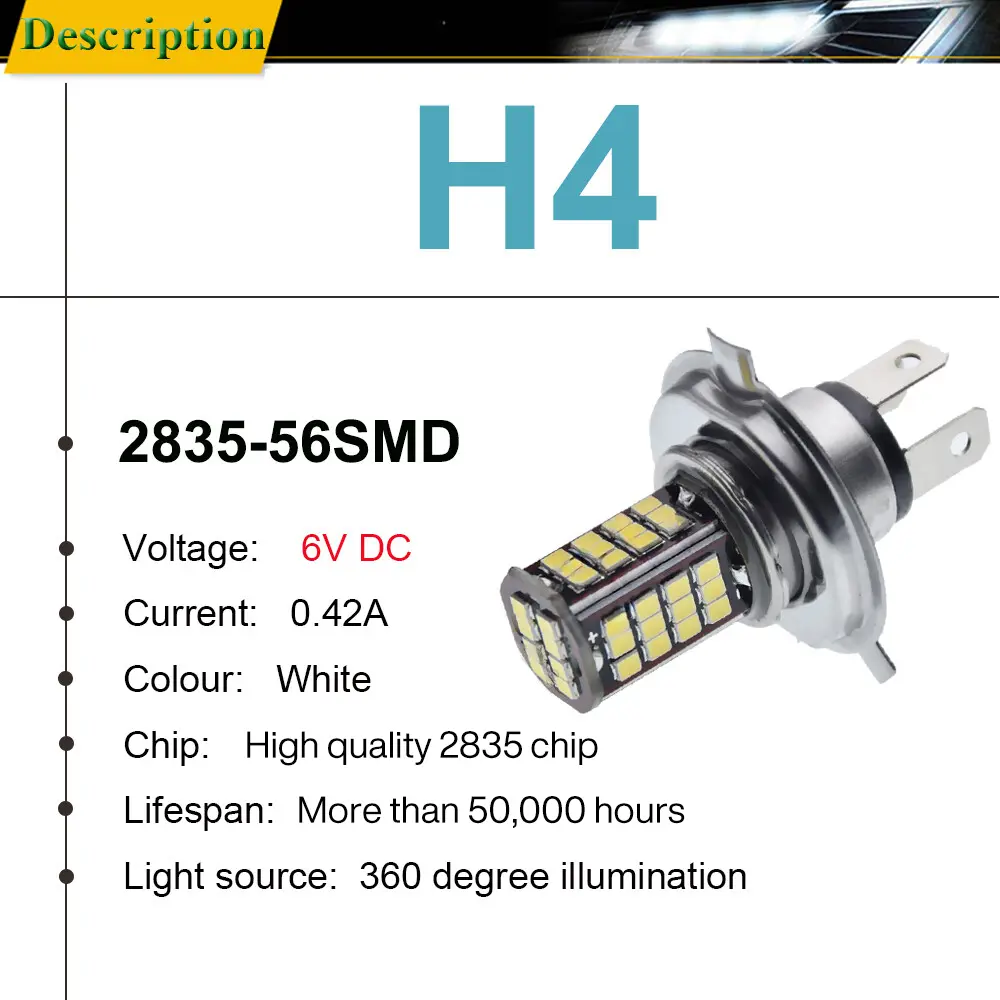 Description
H4
2835-56SMD
Voltage: 6V DC
Current: 0.42A
Colour: White
Chip: High quality 2835 chip
Lifespan: More than 50,000 hours
Light source: 360 degree illumination
+